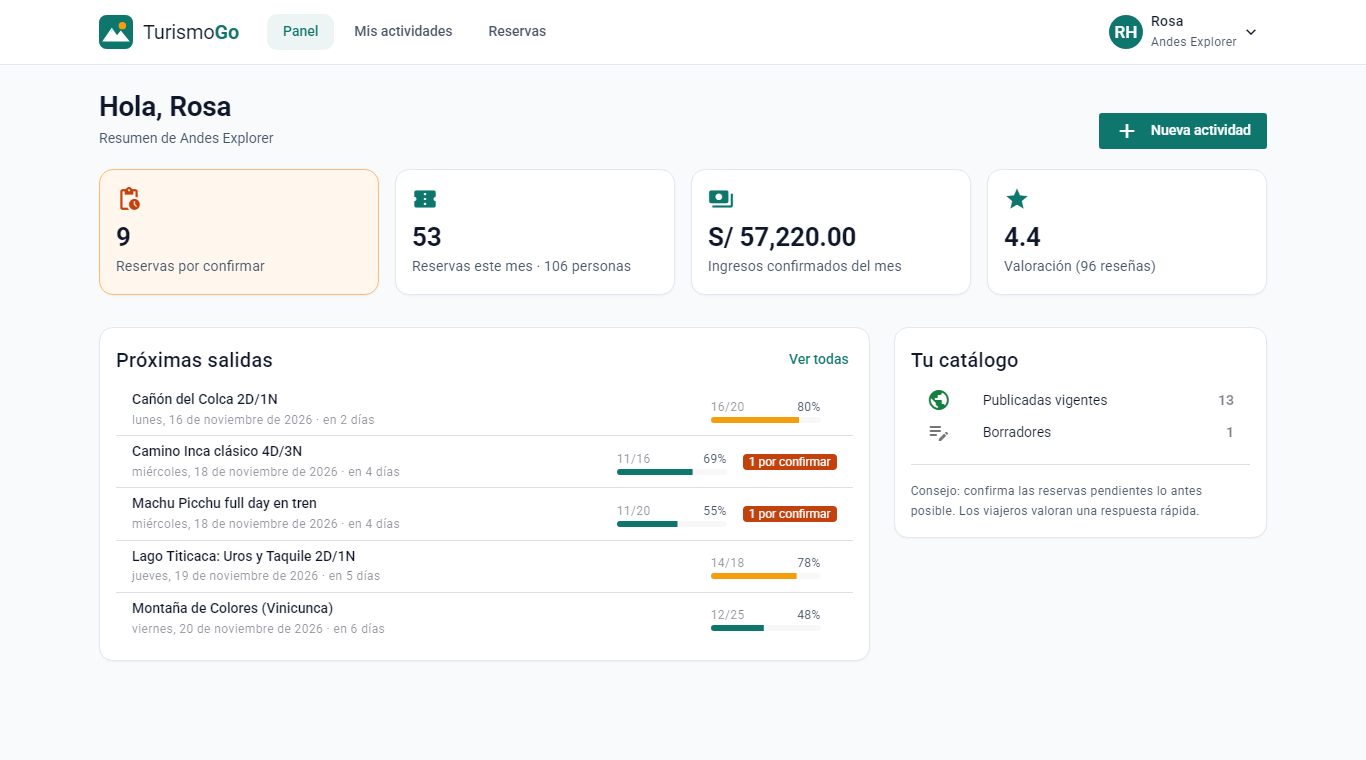 TurismoGo
Panel
Mis actividades
Reservas
RH
Rosa
Andes Explorer
Hola, Rosa
Resumen de Andes Explorer
Nueva actividad
9
Reservas por confirmar
53
Reservas este mes · 106 personas
S/ 57,220.00
Ingresos confirmados del mes
4.4
Valoración (96 reseñas)
Próximas salidas
Ver todas
Cañón del Colca 2D/1N
lunes, 16 de noviembre de 2026 · en 2 días
16/20 80%
Camino Inca clásico 4D/3N
miércoles, 18 de noviembre de 2026 · en 4 días
11/16 69%
1 por confirmar
Machu Picchu full day en tren
miércoles, 18 de noviembre de 2026 · en 4 días
11/20 55%
1 por confirmar
Lago Titicaca: Uros y Taquile 2D/1N
jueves, 19 de noviembre de 2026 · en 5 días
14/18 78%
Montaña de Colores (Vinicunca)
viernes, 20 de noviembre de 2026 · en 6 días
12/25 48%
Tu catálogo
Publicadas vigentes 13
Borradores 1
Consejo: confirma las reservas pendientes lo antes
posible. Los viajeros valoran una respuesta rápida.